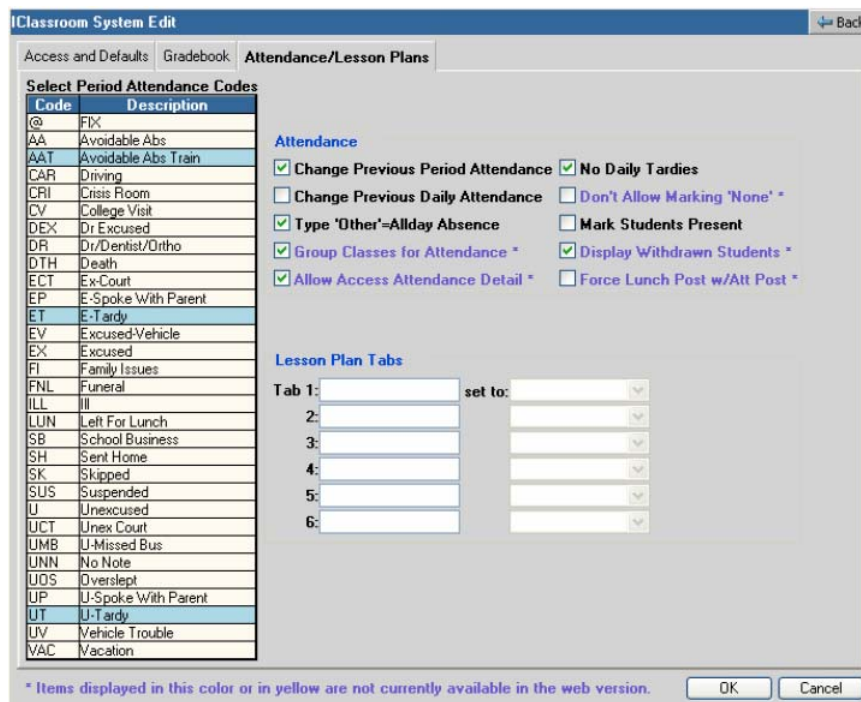 IClassroom System Edit
Back
Access and Defaults
Gradebook
Attendance/Lesson Plans
Select Period Attendance Codes
Code Description
@ FIX
AA Avoidable Abs
AAT Avoidable Abs Train
CAR Driving
CRI Crisis Room
CV College Visit
DEX Dr Excused
DR Dr/Dentist/Ortho
DTH Death
ECT Ex-Court
EP E-Spoke With Parent
ET E-Tardy
EV Excused-Vehicle
EX Excused
FI Family Issues
FNL Funeral
ILL Ill
LUN Left For Lunch
SB School Business
SH Sent Home
SK Skipped
SUS Suspended
U Unexcused
UCT Unex Court
UMB U-Missed Bus
UNN No Note
UOS Overslept
UP U-Spoke With Parent
UT U-Tardy
UV Vehicle Trouble
VAC Vacation
Attendance
Change Previous Period Attendance
No Daily Tardies
Change Previous Daily Attendance
Don't Allow Marking 'None' *
Type 'Other'=Allday Absence
Mark Students Present
Group Classes for Attendance *
Display Withdrawn Students *
Allow Access Attendance Detail *
Force Lunch Post w/Att Post *
Lesson Plan Tabs
Tab 1: set to:
2:
3:
4:
5:
6:
* Items displayed in this color or in yellow are not currently available in the web version.
OK
Cancel